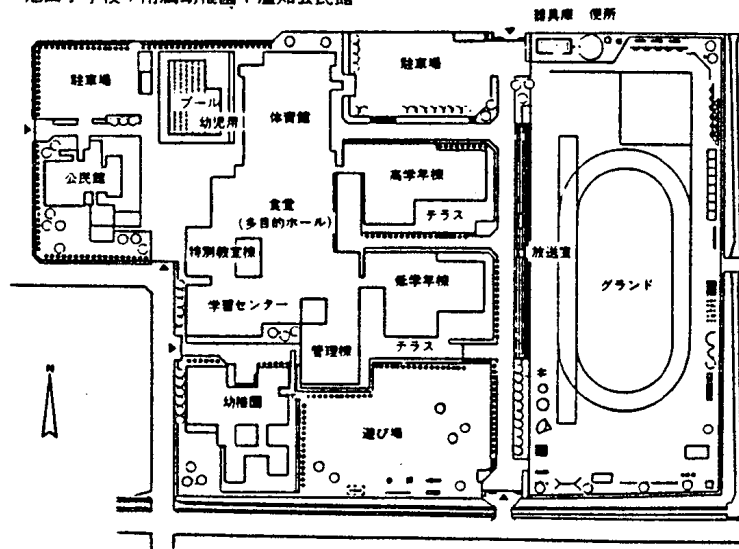 器具庫 便所
駐車場
駐車場
プール
幼児用
体育館
公民館
高学年棟
食堂
(多目的ホール)
テラス
特別教室棟
放送室
低学年棟
グランド
学習センター
管理棟
テラス
幼稚園
遊び場
N